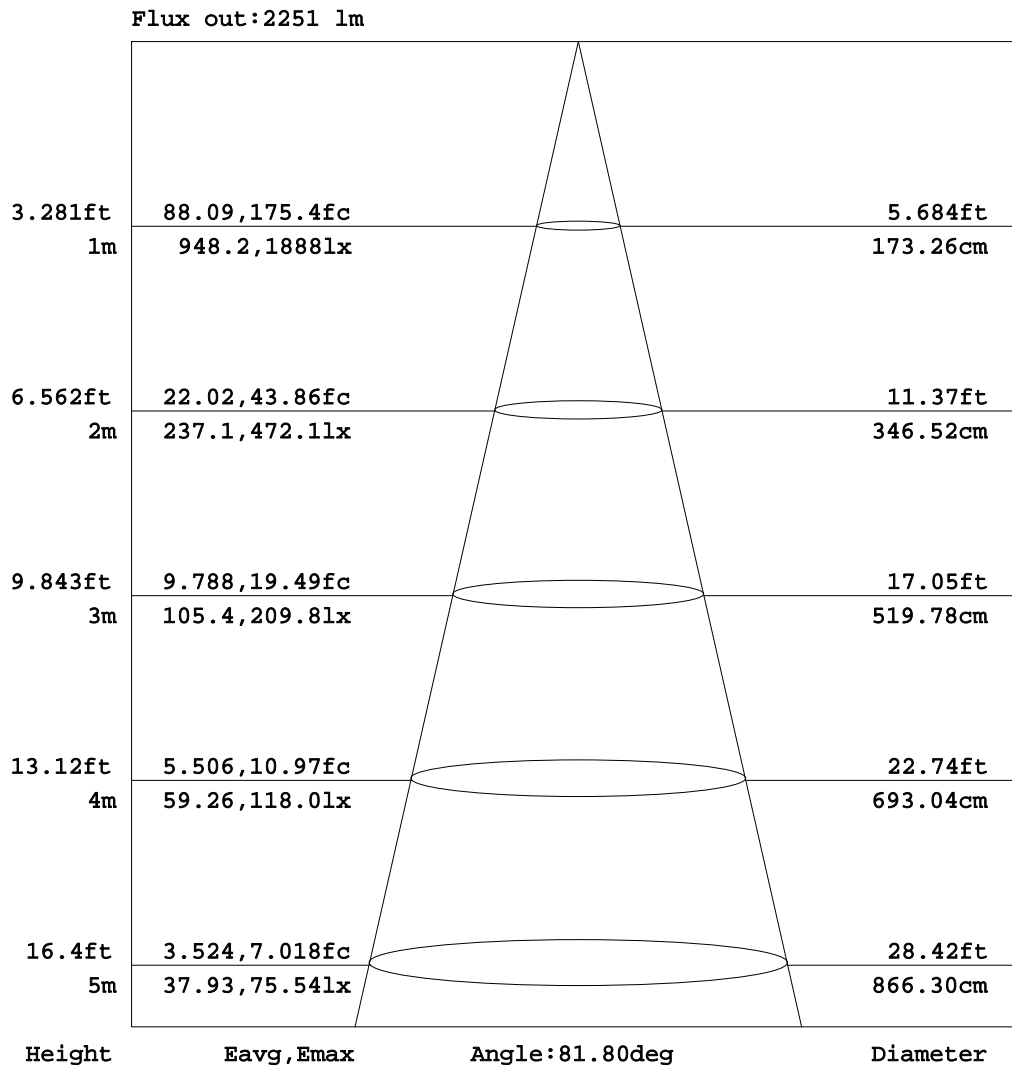 Flux out:2251 lm
3.281ft 88.09,175.4fc 5.684ft
1m 948.2,1888lx 173.26cm
6.562ft 22.02,43.86fc 11.37ft
2m 237.1,472.1lx 346.52cm
9.843ft 9.788,19.49fc 17.05ft
3m 105.4,209.8lx 519.78cm
13.12ft 5.506,10.97fc 22.74ft
4m 59.26,118.0lx 693.04cm
16.4ft 3.524,7.018fc 28.42ft
5m 37.93,75.54lx 866.30cm
Height Eavg,Emax Angle:81.80deg Diameter